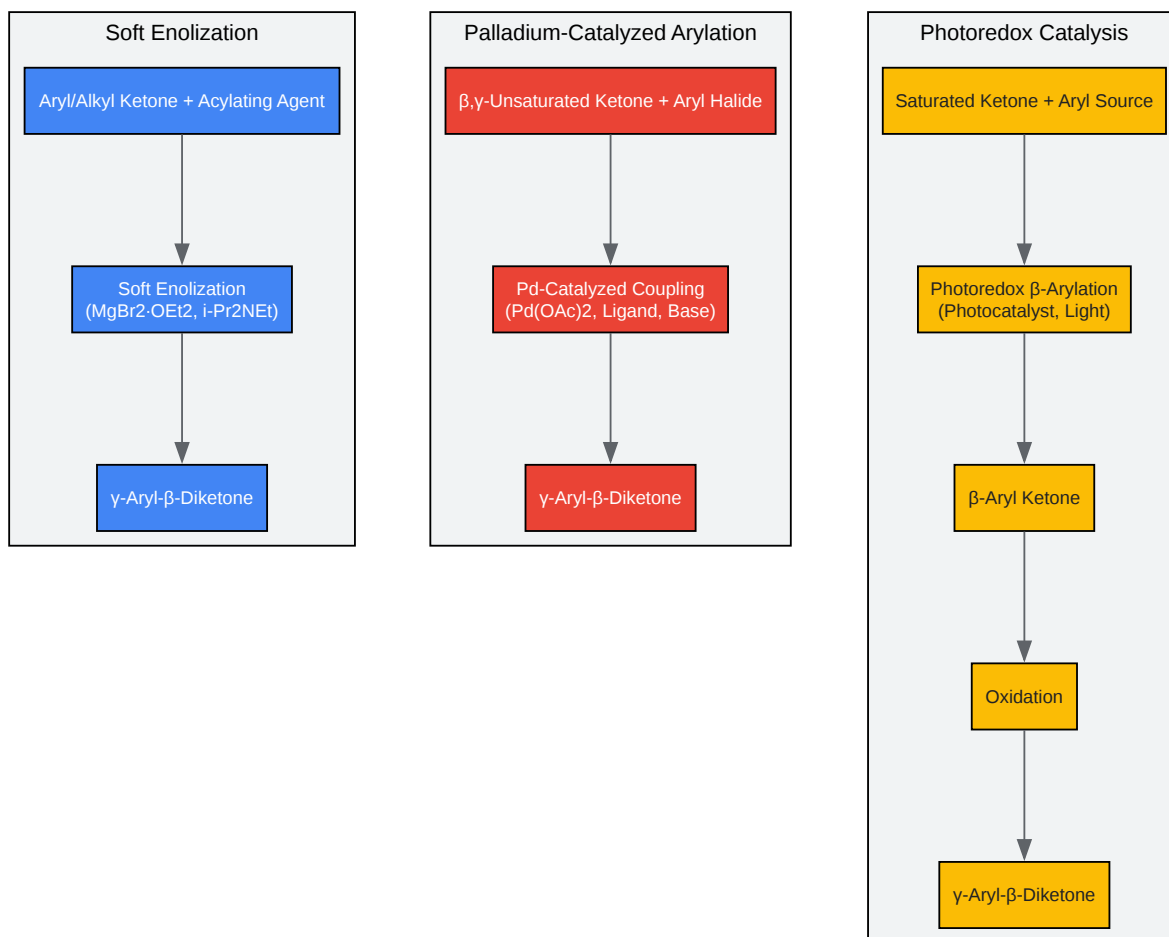 Soft Enolization
Aryl/Alkyl Ketone + Acylating Agent
Soft Enolization
(MgBr2·OEt2, i-Pr2NEt)
γ-Aryl-β-Diketone
Palladium-Catalyzed Arylation
β,γ-Unsaturated Ketone + Aryl Halide
Pd-Catalyzed Coupling
(Pd(OAc)2, Ligand, Base)
γ-Aryl-β-Diketone
Photoredox Catalysis
Saturated Ketone + Aryl Source
Photoredox β-Arylation
(Photocatalyst, Light)
β-Aryl Ketone
Oxidation
γ-Aryl-β-Diketone